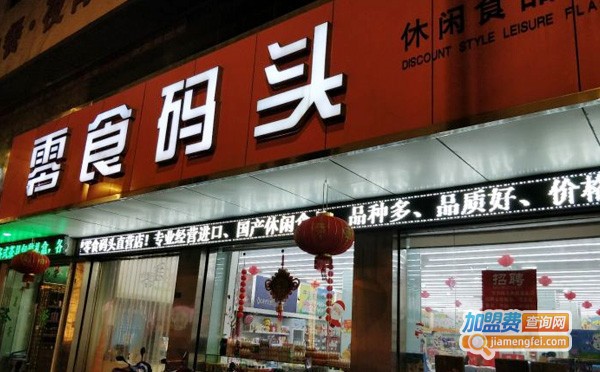 休闲食品
DISCOUNT STYLE LEISURE FLA
零食码头
零食码头直营店！专业经营进口、国产休闲食品 品种多、品质好、价格
招聘
加盟费查询网
jiamengfei.com